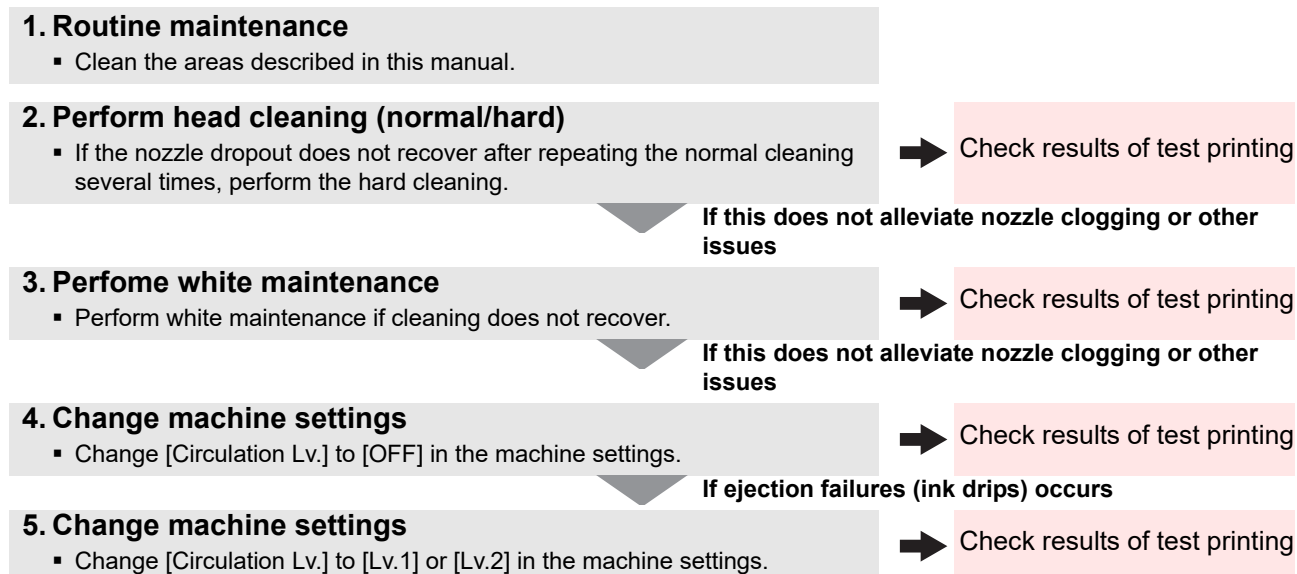 1. Routine maintenance
▪ Clean the areas described in this manual.
2. Perform head cleaning (normal/hard)
▪ If the nozzle dropout does not recover after repeating the normal cleaning
several times, perform the hard cleaning.
Check results of test printing
If this does not alleviate nozzle clogging or other
issues
3. Perfome white maintenance
▪ Perform white maintenance if cleaning does not recover.
Check results of test printing
If this does not alleviate nozzle clogging or other
issues
4. Change machine settings
▪ Change [Circulation Lv.] to [OFF] in the machine settings.
Check results of test printing
If ejection failures (ink drips) occurs
5. Change machine settings
▪ Change [Circulation Lv.] to [Lv.1] or [Lv.2] in the machine settings.
Check results of test printing